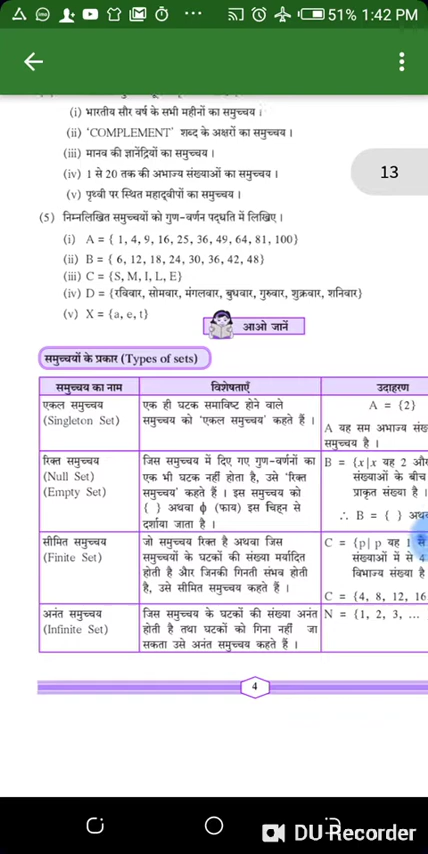 51% 1:42 PM
(i) भारतीय सौर वर्ष के सभी महीनों का समुच्चय।
(ii) ‘COMPLEMENT’ शब्द के अक्षरों का समुच्चय।
(iii) मानव की ज्ञानेंद्रियों का समुच्चय।
(iv) 1 से 20 तक की अभाज्य संख्याओं का समुच्चय।
(v) पृथ्वी पर स्थित महाद्वीपों का समुच्चय।
13
(5) निम्नलिखित समुच्चयों को गुण-वर्णन पद्धति में लिखिए।
(i) A = { 1, 4, 9, 16, 25, 36, 49, 64, 81, 100}
(ii) B = { 6, 12, 18, 24, 30, 36, 42, 48}
(iii) C = {S, M, I, L, E}
(iv) D = {रविवार, सोमवार, मंगलवार, बुधवार, गुरुवार, शुक्रवार, शनिवार}
(v) X = {a, e, t}
आओ जानें
समुच्चयों के प्रकार (Types of sets)
समुच्चय का नाम विशेषताएँ उदाहरण
एकल समुच्चय
(Singleton Set)
एक ही घटक समाविष्ट होने वाले
समुच्चय को ‘एकल समुच्चय’ कहते हैं ।
A = {2}
A यह सम अभाज्य संख
समुच्चय है ।
रिक्त समुच्चय
(Null Set)
(Empty Set)
जिस समुच्चय में दिए गए गुण-वर्णनों का
एक भी घटक नहीं होता है, उसे ‘रिक्त
समुच्चय’ कहते हैं । इस समुच्चय को
{ } अथवा ϕ (फाय) इस चिह्न से
दर्शाया जाता है ।
B = {x|x यह 2 और
संख्याओं के बीच
प्राकृत संख्या है ।
∴ B = { } अथव
सीमित समुच्चय
(Finite Set)
जो समुच्चय रिक्त है अथवा जिस
समुच्चयों के घटकों की संख्या मर्यादित
होती है और जिनकी गिनती संभव होती
है, उसे सीमित समुच्चय कहते हैं ।
C = {p| p यह 1 से
संख्याओं में से 4
विभाज्य संख्या है
C = {4, 8, 12, 16
अनंत समुच्चय
(Infinite Set)
जिस समुच्चय के घटकों की संख्या अनंत
होती है तथा घटकों को गिना नहीं जा
सकता उसे अनंत समुच्चय कहते हैं ।
N = {1, 2, 3, ...
4
DU Recorder